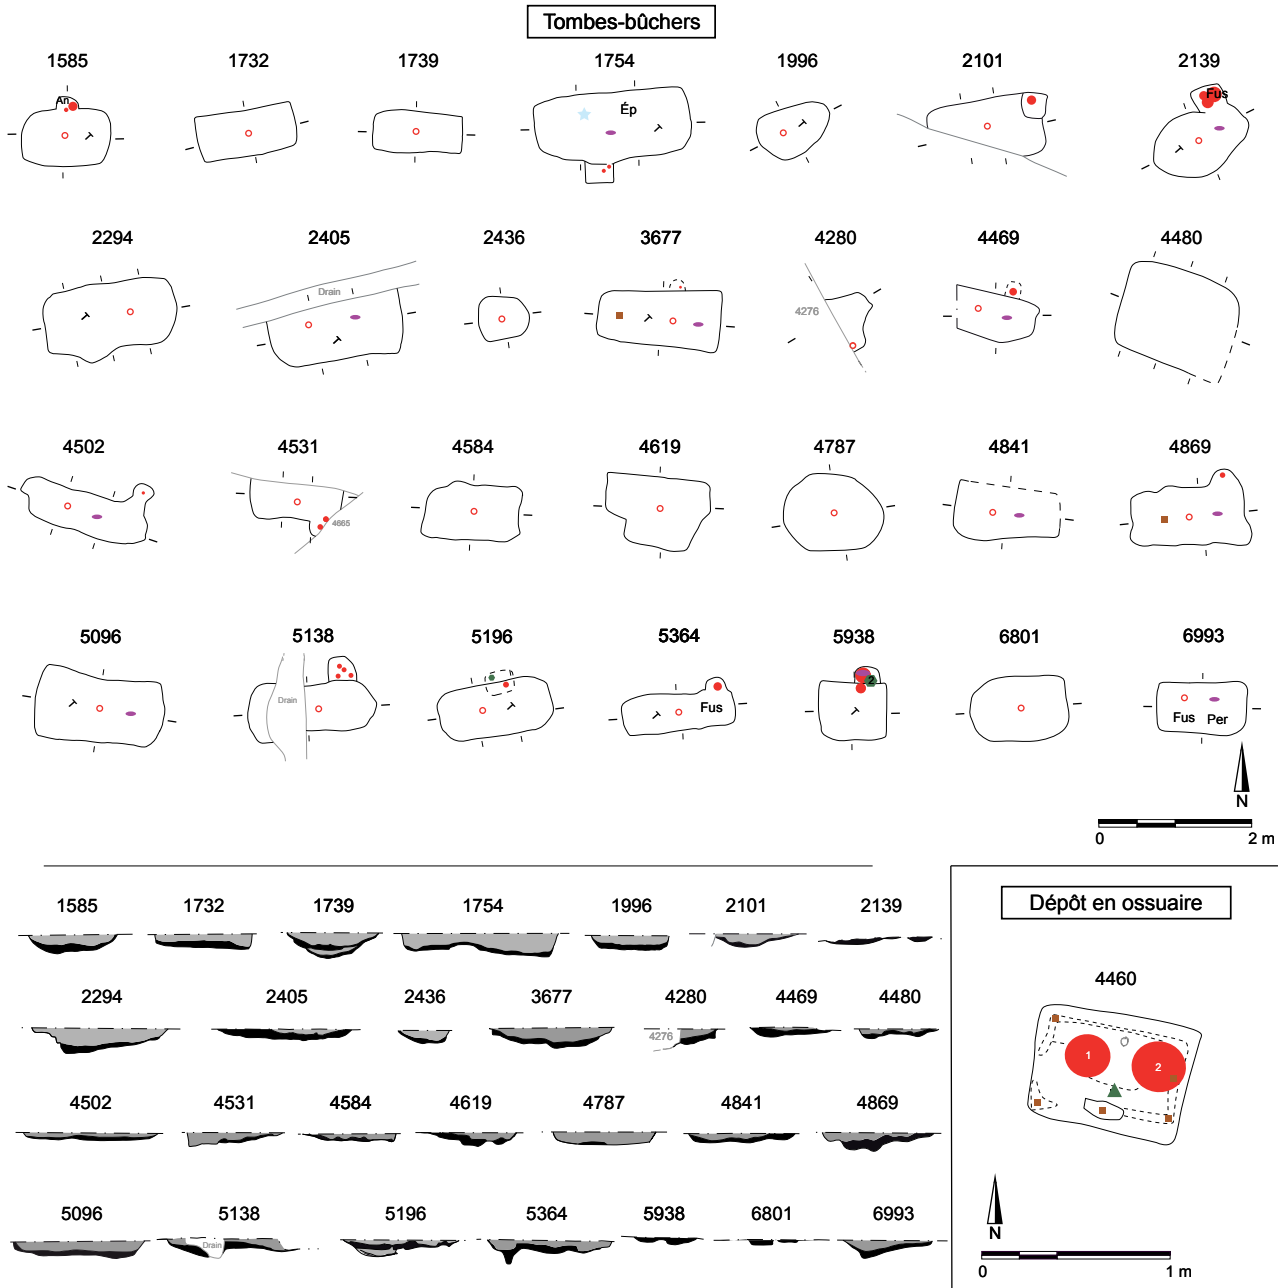 Tombes-bûchers
1585 1732 1739 1754 1996 2101 2139
An
Ép
Fus
2294 2405 2436 3677 4280 4469 4480
Drain
4276
4502 4531 4584 4619 4787 4841 4869
4665
5096 5138 5196 5364 5938 6801 6993
Drain
Fus
2
Fus Per
N
0 2 m
1585 1732 1739 1754 1996 2101 2139
2294 2405 2436 3677 4280 4469 4480
4276
4502 4531 4584 4619 4787 4841 4869
5096 5138 5196 5364 5938 6801 6993
Drain
Dépôt en ossuaire
4460
1 2
N
0 1 m